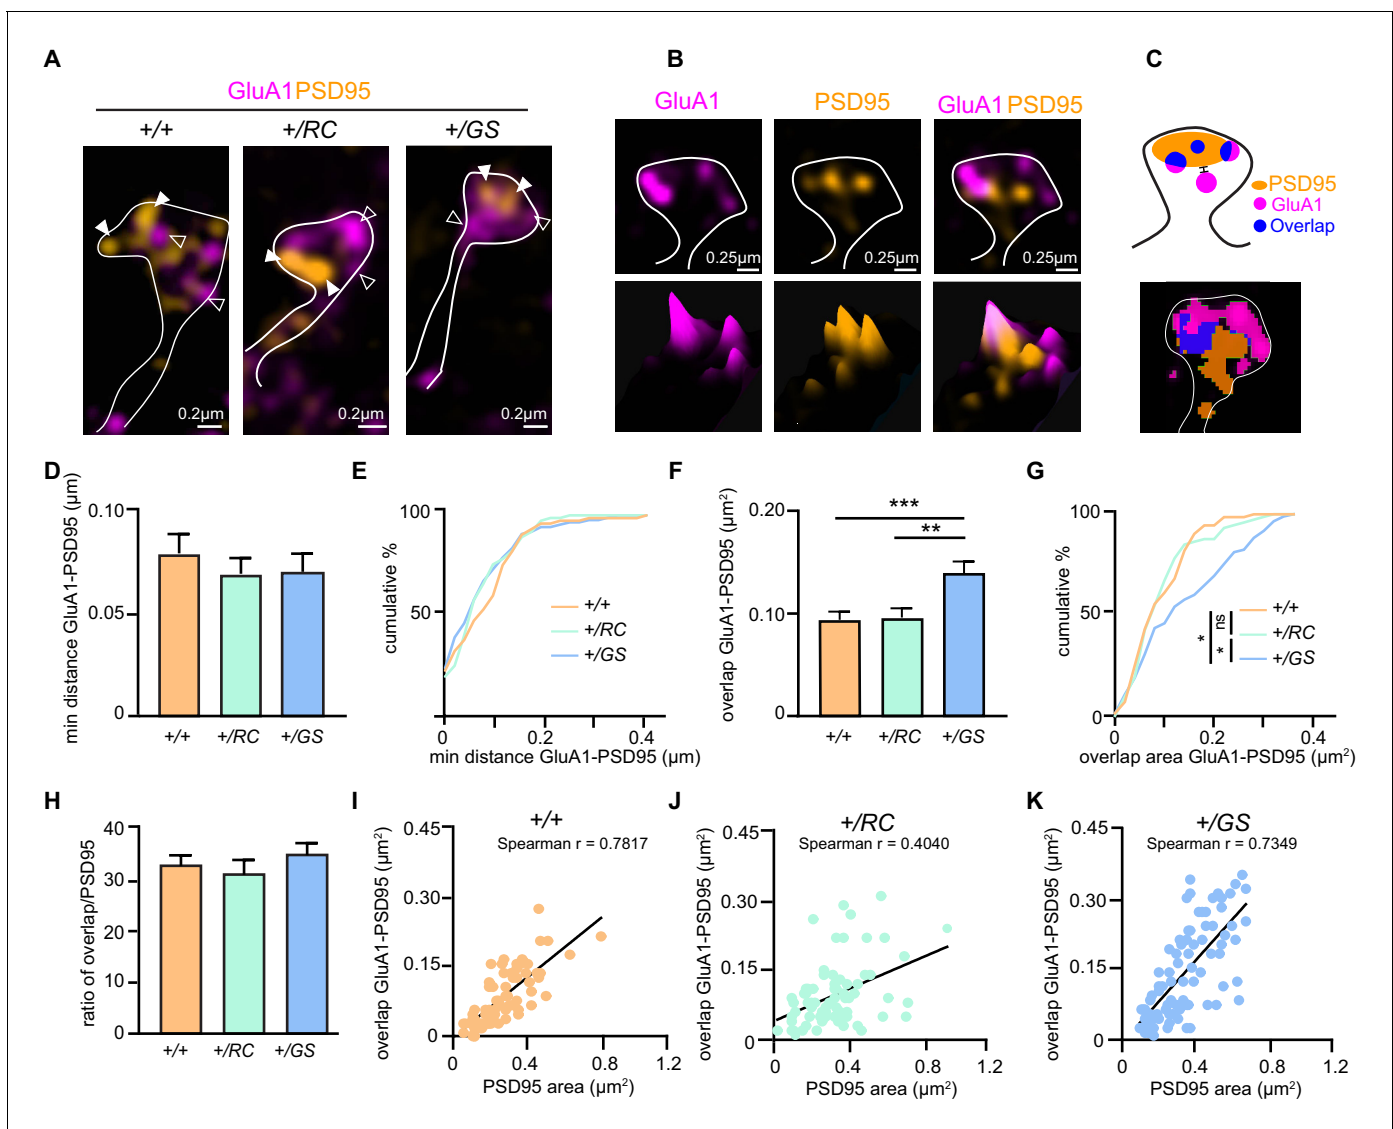 A
B
C
GluA1PSD95
+/+
+/RC
+/GS
GluA1
PSD95
GluA1 PSD95
0.2µm
0.2µm
0.2µm
0.25µm
0.25µm
0.25µm
PSD95
GluA1
Overlap
D
min distance GluA1-PSD95 (µm)
0.10
0.05
0
+/+
+/RC
+/GS
E
cumulative %
100
50
0
0
0.2
0.4
+/+
+/RC
+/GS
min distance GluA1-PSD95 (µm)
F
overlap GluA1-PSD95 (µm²)
0.20
0.10
0
***
**
+/+
+/RC
+/GS
G
cumulative %
100
50
0
0
0.2
0.4
+/+
+/RC
+/GS
*
ns
*
overlap area GluA1-PSD95 (µm²)
H
ratio of overlap/PSD95
40
30
20
10
0
+/+
+/RC
+/GS
I
+/+
Spearman r = 0.7817
overlap GluA1-PSD95 (µm²)
0.45
0.30
0.15
0
0
0.4
0.8
1.2
PSD95 area (µm²)
J
+/RC
Spearman r = 0.4040
overlap GluA1-PSD95 (µm²)
0.45
0.30
0.15
0
0
0.4
0.8
1.2
PSD95 area (µm²)
K
+/GS
Spearman r = 0.7349
overlap GluA1-PSD95 (µm²)
0.45
0.30
0.15
0
0
0.4
0.8
1.2
PSD95 area (µm²)